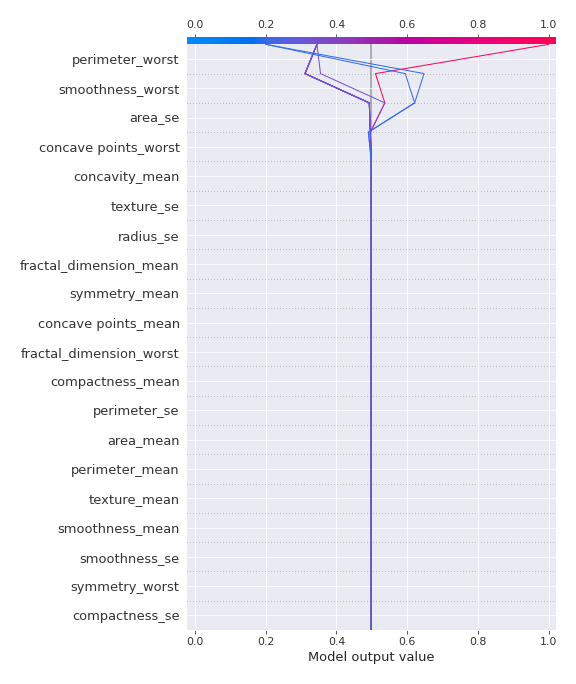 0.0 0.2 0.4 0.6 0.8 1.0
perimeter_worst
smoothness_worst
area_se
concave points_worst
concavity_mean
texture_se
radius_se
fractal_dimension_mean
symmetry_mean
concave points_mean
fractal_dimension_worst
compactness_mean
perimeter_se
area_mean
perimeter_mean
texture_mean
smoothness_mean
smoothness_se
symmetry_worst
compactness_se
0.0 0.2 0.4 0.6 0.8 1.0
Model output value